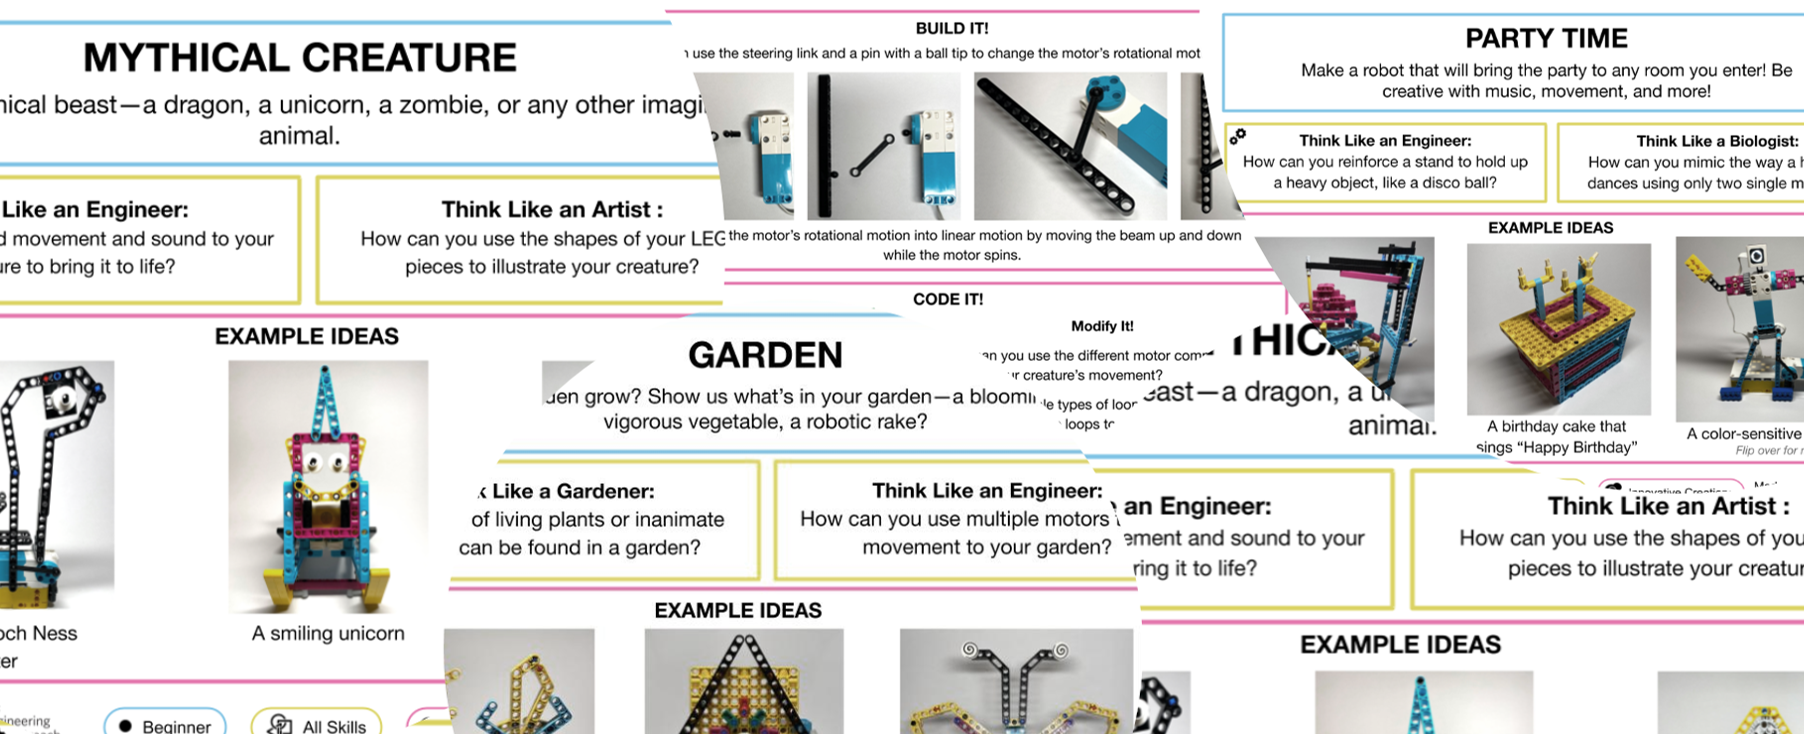 MYTHICAL CREATURE
nical beast—a dragon, a unicorn, a zombie, or any other imagi
animal.
Like an Engineer:
d movement and sound to your
ure to bring it to life?
Think Like an Artist :
How can you use the shapes of your LEG
pieces to illustrate your creature?
EXAMPLE IDEAS
och Ness
er
A smiling unicorn
ineering
Beginner
All Skills
BUILD IT!
use the steering link and a pin with a ball tip to change the motor's rotational mot
the motor's rotational motion into linear motion by moving the beam up and down
while the motor spins.
CODE IT!
Modify It!
an you use the different motor com
ur creature's movement?
le types of loop
loops to
PARTY TIME
Make a robot that will bring the party to any room you enter! Be
creative with music, movement, and more!
Think Like an Engineer:
How can you reinforce a stand to hold up
a heavy object, like a disco ball?
Think Like a Biologist:
How can you mimic the way a h
dances using only two single m
EXAMPLE IDEAS
A birthday cake that
sings "Happy Birthday"
A color-sensitive
Flip over for
GARDEN
den grow? Show us what's in your garden—a bloomi
vigorous vegetable, a robotic rake?
k Like a Gardener:
of living plants or inanimate
can be found in a garden?
Think Like an Engineer:
How can you use multiple motors
movement to your garden?
EXAMPLE IDEAS
THICA
east—a dragon, a u
animal.
an Engineer:
ement and sound to your
ring it to life?
Think Like an Artist :
How can you use the shapes of you
pieces to illustrate your creatur
EXAMPLE IDEAS